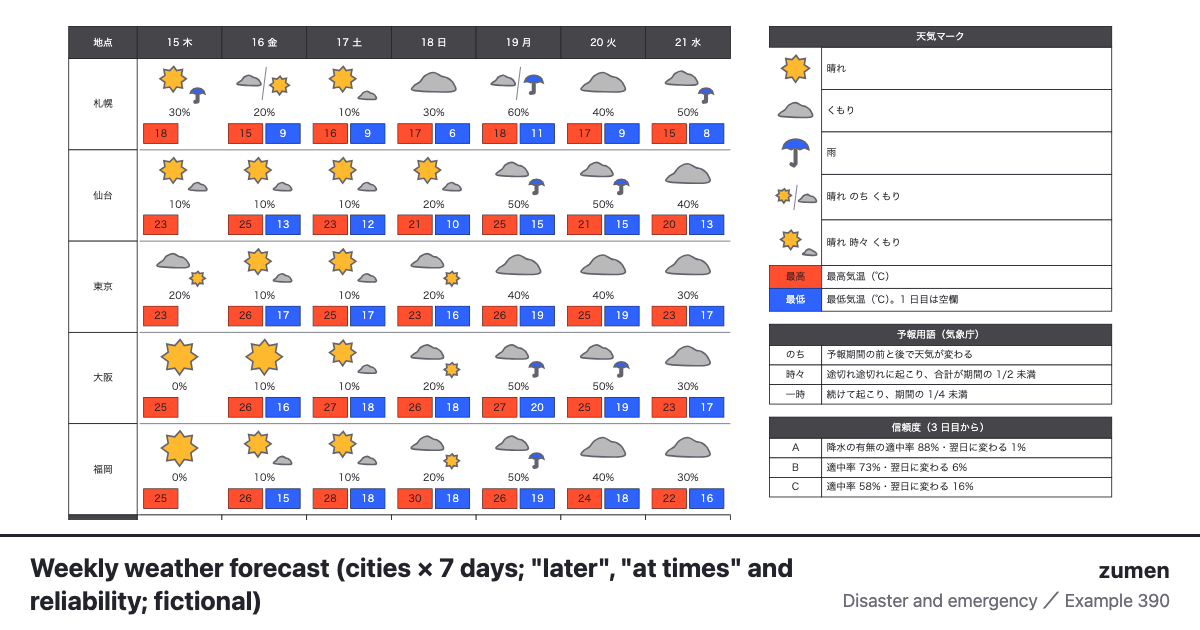 地点 15 木 16 金 17 土 18 日 19 月 20 火 21 水
札幌
30% 20% 10% 30% 60% 40% 50%
18 15 9 16 9 17 6 18 11 17 9 15 8
仙台
10% 10% 10% 20% 50% 50% 40%
23 25 13 23 12 21 10 25 15 21 15 20 13
東京
20% 10% 10% 20% 40% 40% 30%
23 26 17 25 17 23 16 26 19 25 19 23 17
大阪
0% 10% 10% 20% 50% 50% 30%
25 26 16 27 18 26 18 27 20 25 19 23 17
福岡
0% 10% 10% 20% 50% 40% 30%
25 26 15 28 18 30 18 26 19 24 18 22 16
天気マーク
晴れ
くもり
雨
晴れ のち くもり
晴れ 時々 くもり
最高 最高気温（℃）
最低 最低気温（℃）。1 日目は空欄
予報用語（気象庁）
のち 予報期間の前と後で天気が変わる
時々 途切れ途切れに起こり、合計が期間の 1/2 未満
一時 続けて起こり、期間の 1/4 未満
信頼度（3 日目から）
A 降水の有無の適中率 88%・翌日に変わる 1%
B 適中率 73%・翌日に変わる 6%
C 適中率 58%・翌日に変わる 16%
Weekly weather forecast (cities × 7 days; "later", "at times" and
reliability; fictional)
zumen
Disaster and emergency ／ Example 390